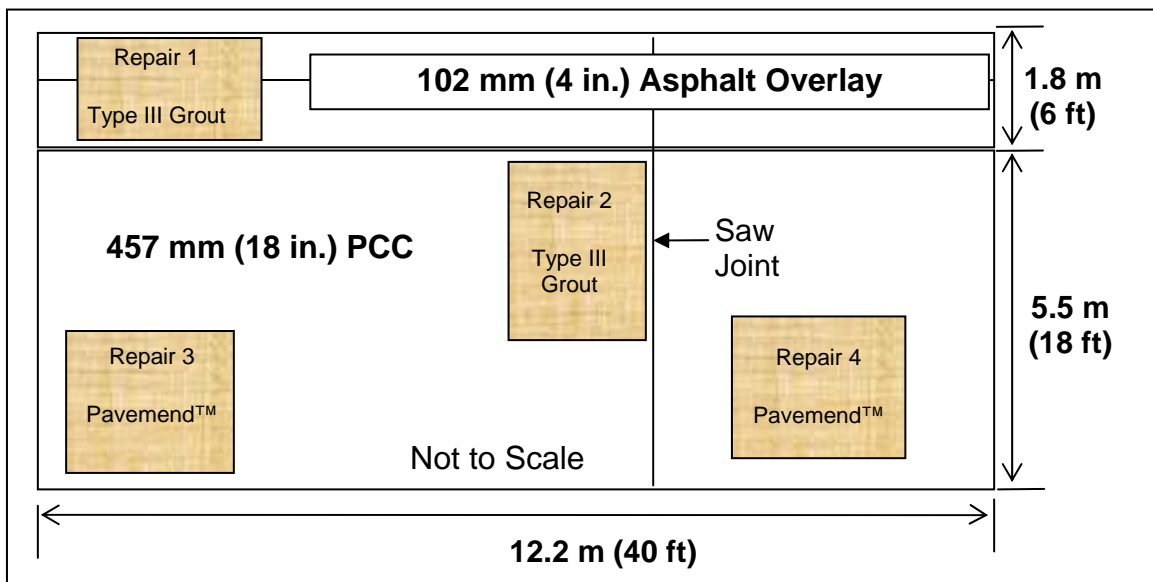 Repair 1
Type III Grout
102 mm (4 in.) Asphalt Overlay
1.8 m
(6 ft)
457 mm (18 in.) PCC
Repair 2
Type III
Grout
Saw
Joint
5.5 m
(18 ft)
Repair 3
Pavemend™
Repair 4
Pavemend™
Not to Scale
12.2 m (40 ft)